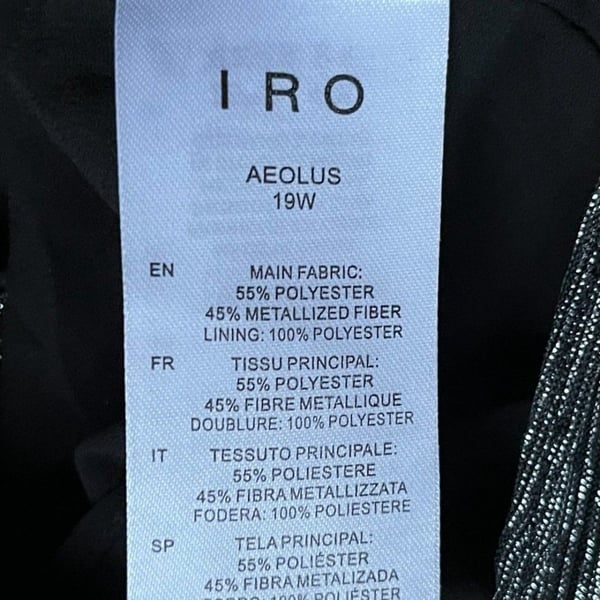 IRO
AEOLUS
19W
EN MAIN FABRIC:
55% POLYESTER
45% METALLIZED FIBER
LINING: 100% POLYESTER
FR TISSU PRINCIPAL:
55% POLYESTER
45% FIBRE METALLIQUE
DOUBLURE: 100% POLYESTER
IT TESSUTO PRINCIPALE:
55% POLIESTERE
45% FIBRA METALLIZZATA
FODERA: 100% POLIESTERE
SP TELA PRINCIPAL:
55% POLIÉSTER
45% FIBRA METALIZADA
100% POLIÉSTER